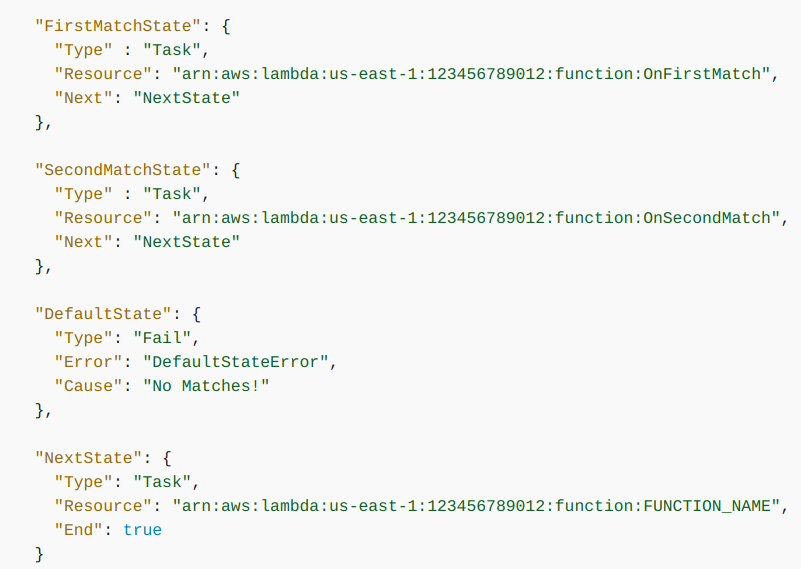 "FirstMatchState": {
"Type" : "Task",
"Resource": "arn:aws:lambda:us-east-1:123456789012:function:OnFirstMatch",
"Next": "NextState"
},
"SecondMatchState": {
"Type" : "Task",
"Resource": "arn:aws:lambda:us-east-1:123456789012:function:OnSecondMatch",
"Next": "NextState"
},
"DefaultState": {
"Type": "Fail",
"Error": "DefaultStateError",
"Cause": "No Matches!"
},
"NextState": {
"Type": "Task",
"Resource": "arn:aws:lambda:us-east-1:123456789012:function:FUNCTION_NAME",
"End": true
}